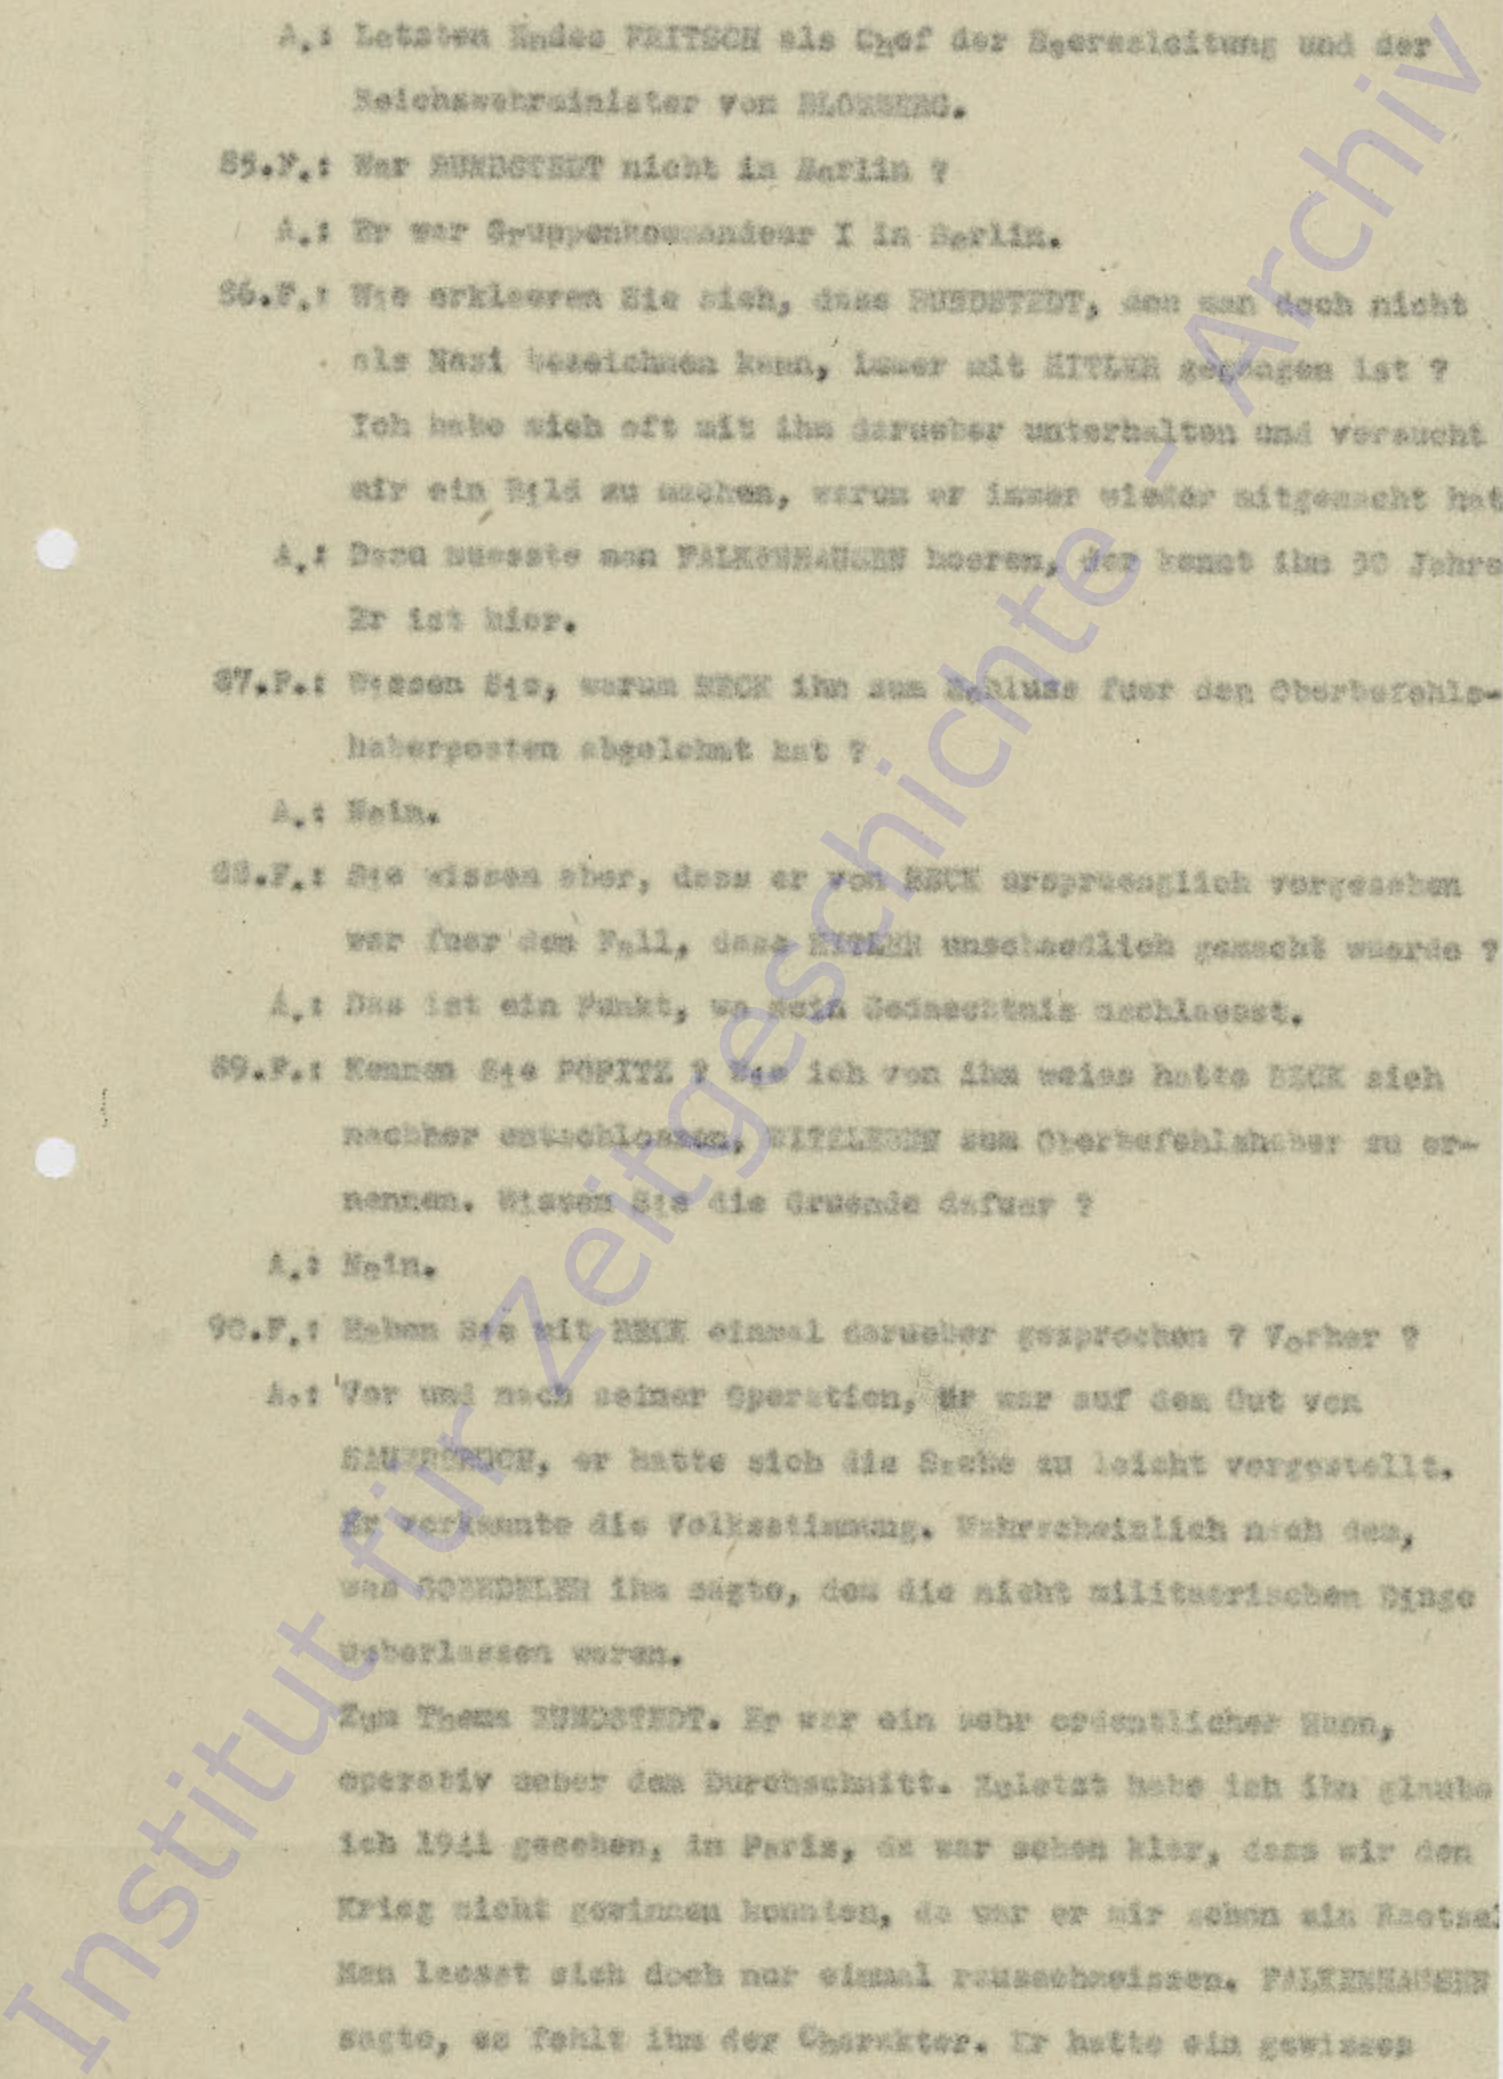 A.: Letzten Endes FRITSCH als Chef der Heeresleitung und der
Reichswehrminister von BLOMBERG.
85.F.: War RUNDSTEDT nicht in Berlin ?
A.: Er war Gruppenkommandeur I in Berlin.
86.F.: Wie erklaeren Sie sich, dass RUNDSTEDT, den man doch nicht
als Nazi bezeichnen kann, immer mit HITLER gegangen ist ?
Ich habe mich oft mit ihm darueber unterhalten und versucht
mir ein Bild zu machen, warum er immer wieder mitgemacht hat
A.: Dazu muesste man FALKENHAUSEN hoeren, der kennt ihn 30 Jahre
Er ist hier.
87.F.: Wissen Sie, warum BECK ihn zum Schluss fuer den Oberbefehls-
haberposten abgelehnt hat ?
A.: Nein.
88.F.: Sie wissen aber, dass er von BECK urspruenglich vorgesehen
war fuer den Fall, dass HITLER unschaedlich gemacht wuerde ?
A.: Das ist ein Punkt, wo mein Gedaechtnis nachlaesst.
89.F.: Kennen Sie POPITZ ? Wie ich von ihm weiss hatte BECK sich
nachher entschlossen, WITZLEBEN zum Oberbefehlshaber zu er-
nennen. Wissen Sie die Gruende dafuer ?
A.: Nein.
90.F.: Haben Sie mit BECK einmal darueber gesprochen ? Vorher ?
A.: Vor und nach seiner Operation, Er war auf dem Gut von
SAUERBRUCH, er hatte sich die Sache zu leicht vorgestellt.
Er verkannte die Volksstimmung. Wahrscheinlich nach dem,
was GOERDELER ihm sagte, dem die nicht militaerischen Dinge
ueberlassen waren.
Zum Thema RUNDSTEDT. Er war ein sehr ordentlicher Mann,
operativ ueber dem Durchschnitt. Zuletzt habe ich ihn glaube
ich 1941 gesehen, in Paris, da war schon klar, dass wir den
Krieg nicht gewinnen konnten, da war er mir schon ein Raetsel
Man laesst sich doch nur einmal rausschmeissen. FALKENHAUSEN
sagte, es fehlt ihm der Charakter. Er hatte ein gewisses
Institut für Zeitgeschichte - Archiv